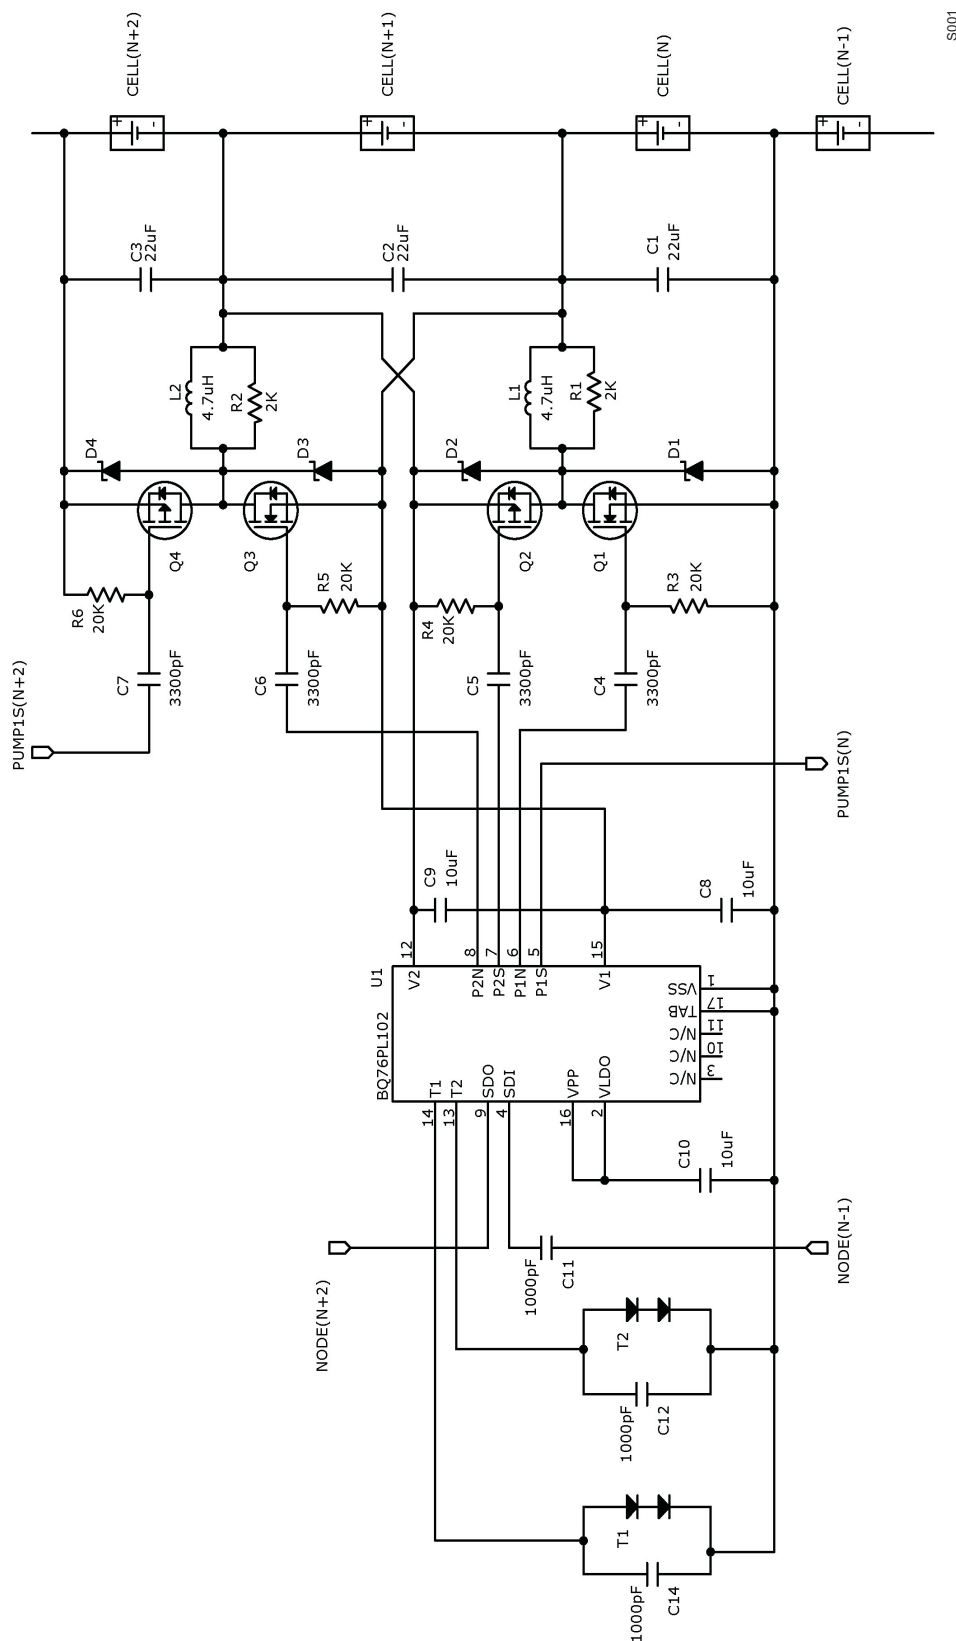 S001
CELL(N+2)
CELL(N+1)
CELL(N)
CELL(N-1)
+
-
+
-
+
-
+
-
C3
22uF
C2
22uF
C1
22uF
L2
4.7uH
R2
2K
L1
4.7uH
R1
2K
D4
D3
D2
D1
Q4
Q3
Q2
Q1
R6
20K
R5
20K
R4
20K
R3
20K
C7
3300pF
C6
3300pF
C5
3300pF
C4
3300pF
PUMP1S(N+2)
PUMP1S(N)
C9
10uF
C8
10uF
U1
BQ76PL102
12
V2
8
P2N
7
P2S
6
P1N
5
P1S
15
V1
VSS
1
TAB
17
N/C
11
N/C
10
N/C
3
T1
14
T2
13
SDO
9
SDI
4
VPP
16
VLDO
2
C10
10uF
NODE(N+2)
NODE(N-1)
1000pF
C11
T2
1000pF
C12
T1
1000pF
C14